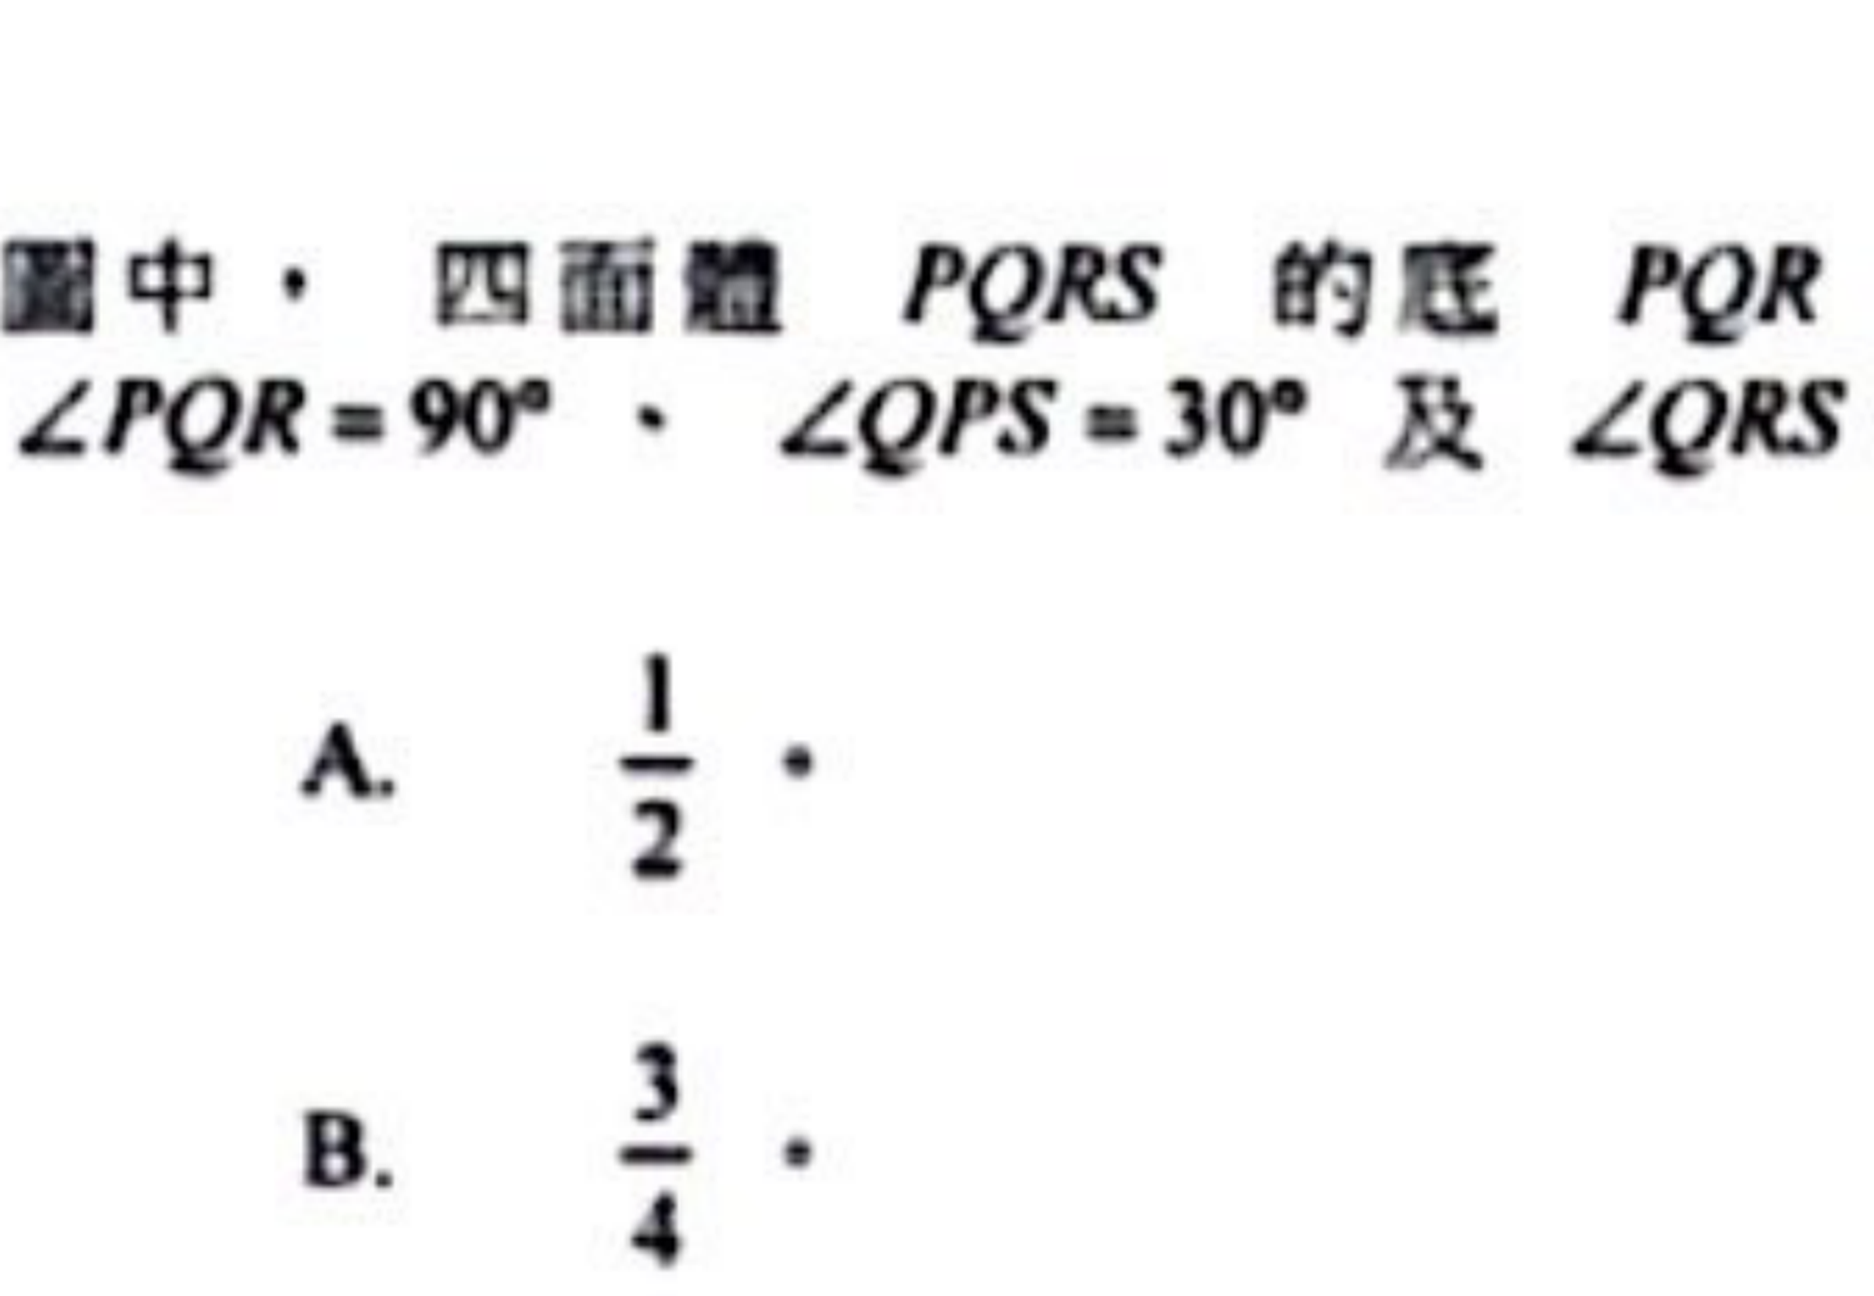 圖中，四面體 PQRS 的底 PQR
∠PQR = 90° 、 ∠QPS = 30° 及 ∠QRS
A. 1/2 。
B. 3/4 。